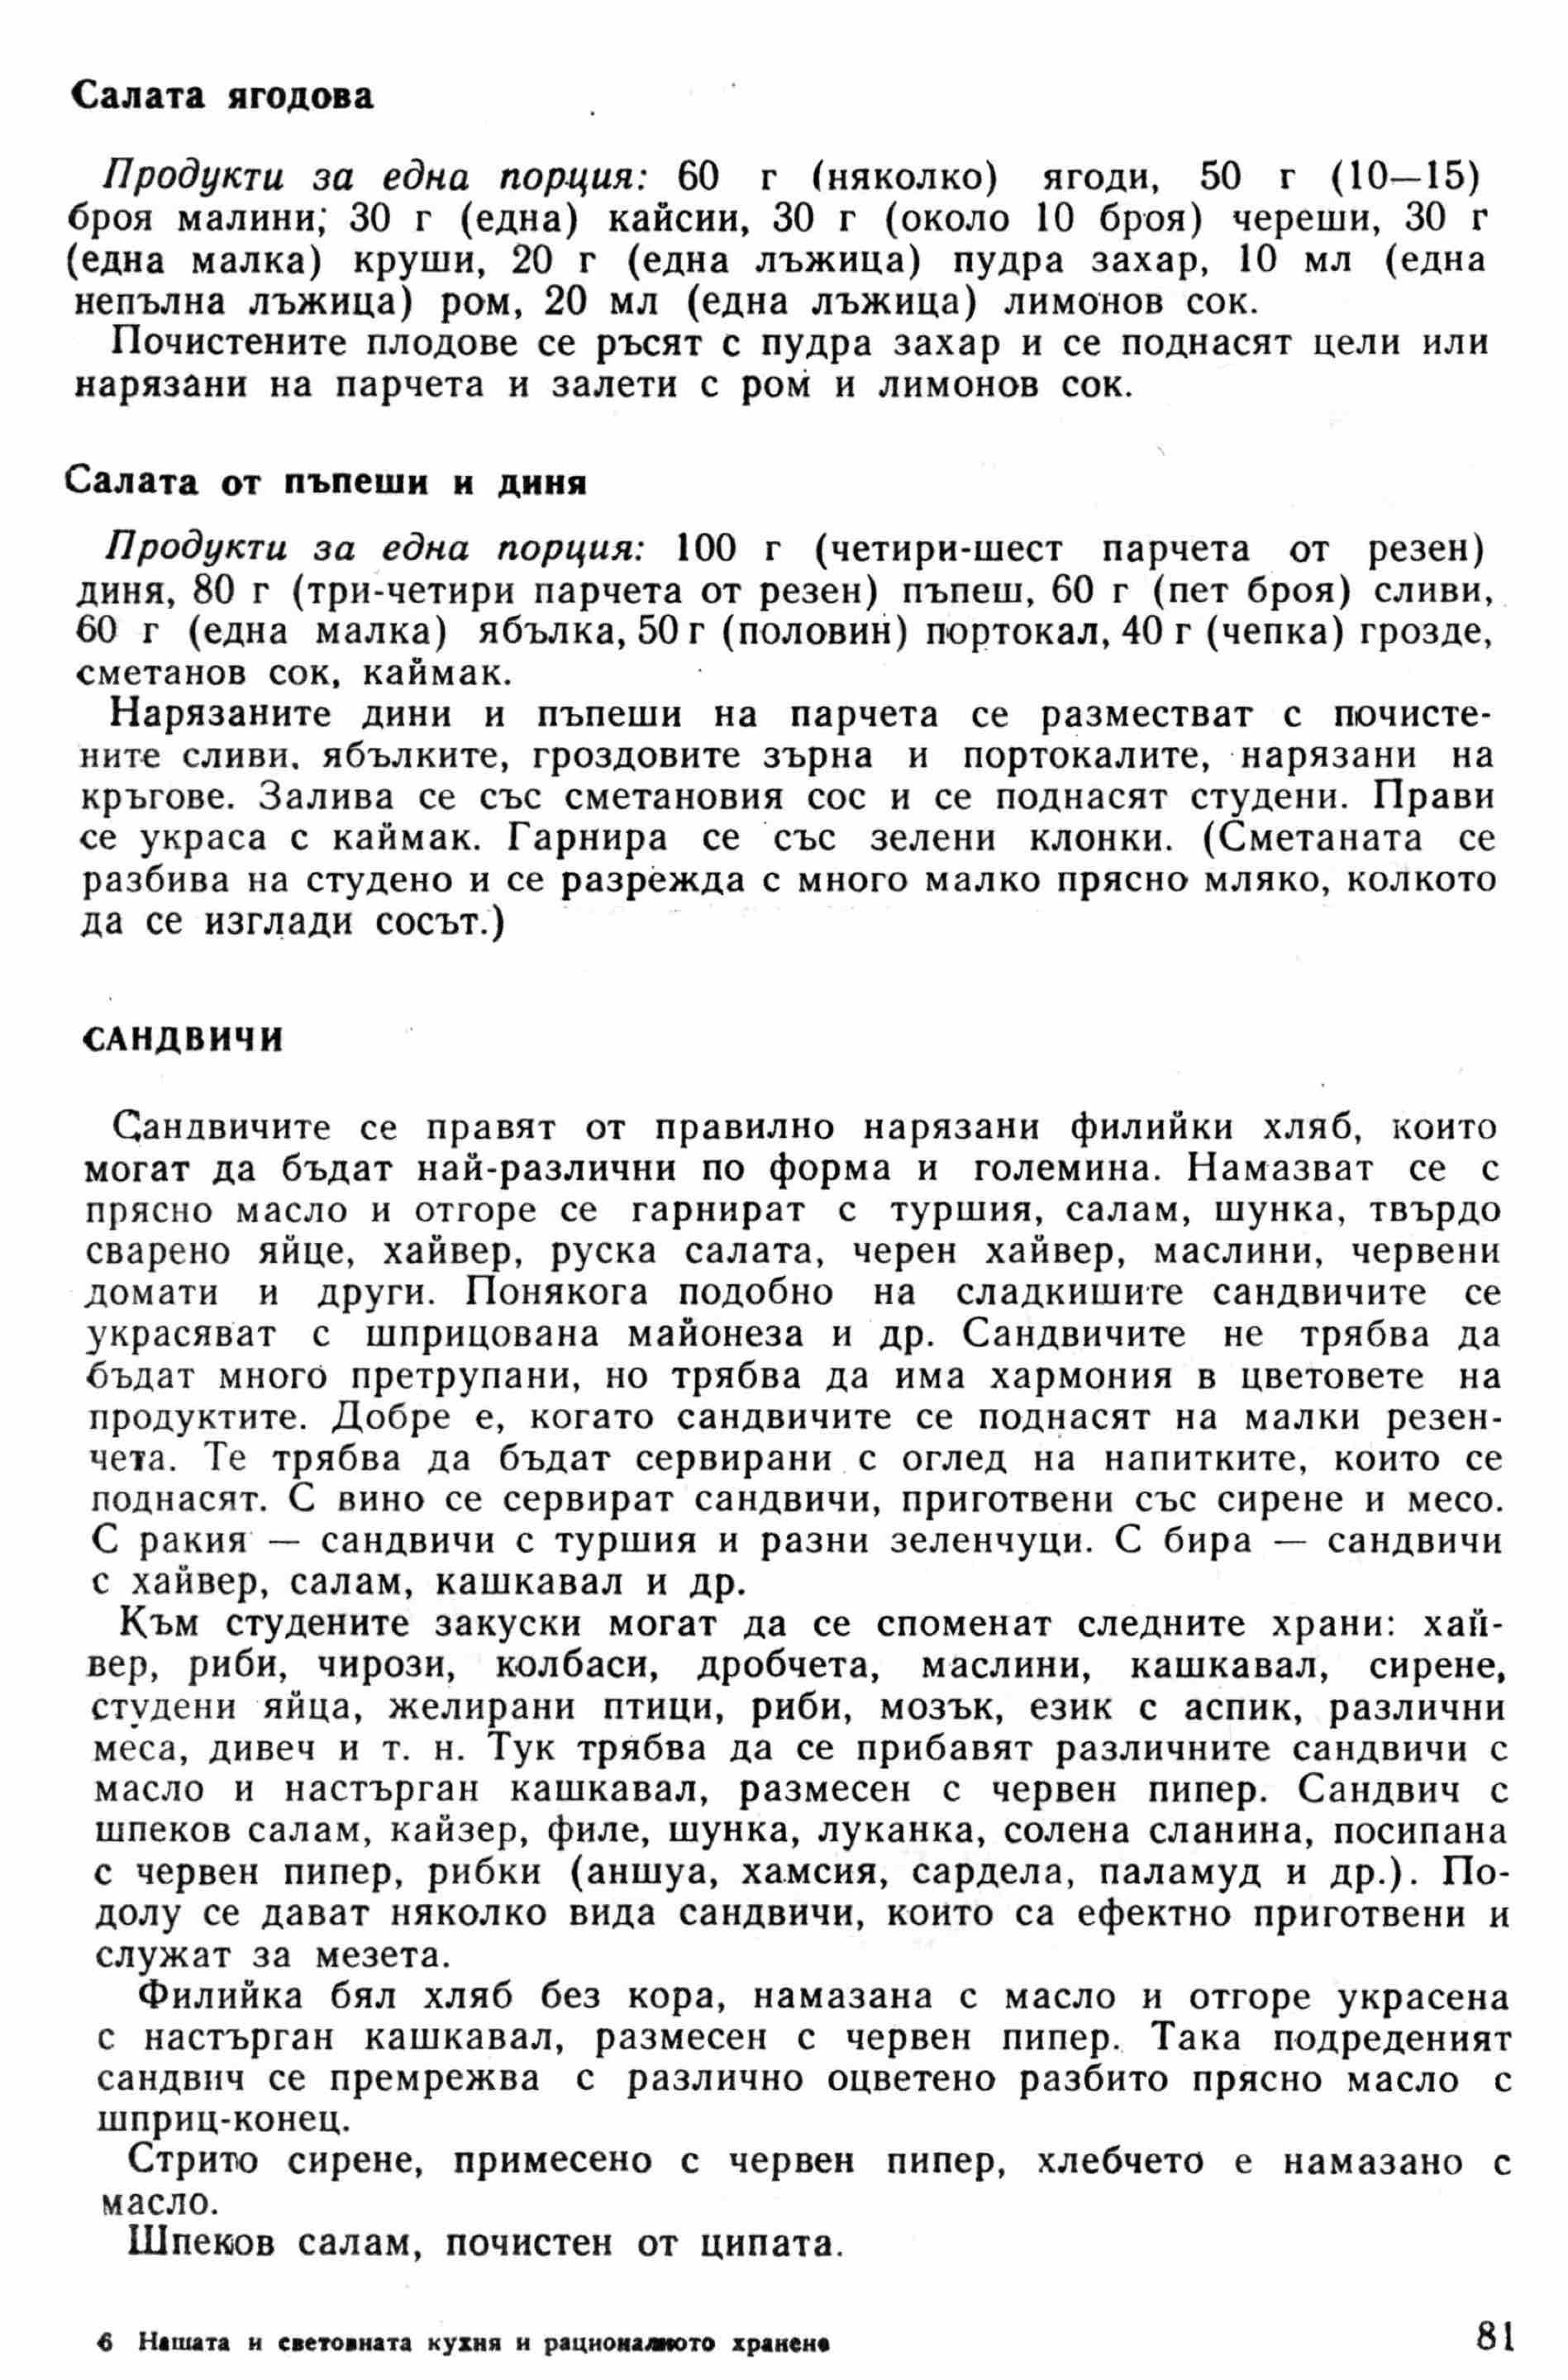 Салата ягодова
Продукти за една порция: 60 г (няколко) ягоди, 50 г (10—15)
броя малини; 30 г (една) кайсии, 30 г (около 10 броя) череши, 30 г
(една малка) круши, 20 г (една лъжица) пудра захар, 10 мл (една
непълна лъжица) ром, 20 мл (една лъжица) лимонов сок.
Почистените плодове се ръсят с пудра захар и се поднасят цели или
нарязани на парчета и залети с ром и лимонов сок.
Салата от пъпеши и диня
Продукти за една порция: 100 г (четири-шест парчета от резен)
диня, 80 г (три-четири парчета от резен) пъпеш, 60 г (пет броя) сливи,
60 г (една малка) ябълка, 50 г (половин) портокал, 40 г (чепка) грозде,
сметанов сок, каймак.
Нарязаните дини и пъпеши на парчета се разместват с почисте-
ните сливи, ябълките, гроздовите зърна и портокалите, нарязани на
кръгове. Залива се със сметановия сос и се поднасят студени. Прави
се украса с каймак. Гарнира се със зелени клонки. (Сметаната се
разбива на студено и се разрежда с много малко прясно мляко, колкото
да се изглади сосът.)
САНДВИЧИ
Сандвичите се правят от правилно нарязани филийки хляб, които
могат да бъдат най-различни по форма и големина. Намазват се с
прясно масло и отгоре се гарнират с туршия, салам, шунка, твърдо
сварено яйце, хайвер, руска салата, черен хайвер, маслини, червени
домати и други. Понякога подобно на сладкишите сандвичите се
украсяват с шприцована майонеза и др. Сандвичите не трябва да
бъдат много претрупани, но трябва да има хармония в цветовете на
продуктите. Добре е, когато сандвичите се поднасят на малки резен-
чета. Те трябва да бъдат сервирани с оглед на напитките, които се
поднасят. С вино се сервират сандвичи, приготвени със сирене и месо.
С ракия — сандвичи с туршия и разни зеленчуци. С бира — сандвичи
с хайвер, салам, кашкавал и др.
Към студените закуски могат да се споменат следните храни: хай-
вер, риби, чирози, колбаси, дробчета, маслини, кашкавал, сирене,
студени яйца, желирани птици, риби, мозък, език с аспик, различни
меса, дивеч и т. н. Тук трябва да се прибавят различните сандвичи с
масло и настърган кашкавал, размесен с червен пипер. Сандвич с
шпеков салам, кайзер, филе, шунка, луканка, солена сланина, посипана
с червен пипер, рибки (аншуа, хамсия, сардела, паламуд и др.). По-
долу се дават няколко вида сандвичи, които са ефектно приготвени и
служат за мезета.
Филийка бял хляб без кора, намазана с масло и отгоре украсена
с настърган кашкавал, размесен с червен пипер. Така подреденият
сандвич се премрежва с различно оцветено разбито прясно масло с
шприц-конец.
Стрито сирене, примесено с червен пипер, хлебчето е намазано с
масло.
Шпеков салам, почистен от ципата.
6 Нашата и световната кухня и рационалното хранене 81